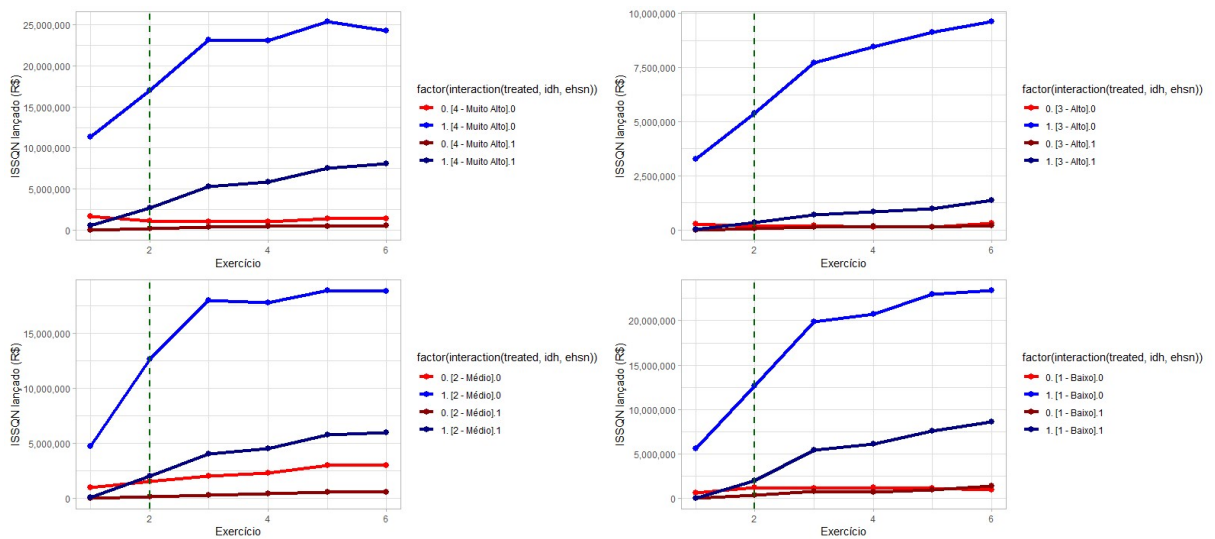 25,000,000
20,000,000
15,000,000
10,000,000
5,000,000
0
ISSQN lançado (R$)
2
4
6
Exercício
factor(interaction(treated, idh, ehsn))
0. [4 - Muito Alto].0
1. [4 - Muito Alto].0
0. [4 - Muito Alto].1
1. [4 - Muito Alto].1
10,000,000
7,500,000
5,000,000
2,500,000
0
ISSQN lançado (R$)
2
4
6
Exercício
factor(interaction(treated, idh, ehsn))
0. [3 - Alto].0
1. [3 - Alto].0
0. [3 - Alto].1
1. [3 - Alto].1
15,000,000
10,000,000
5,000,000
0
ISSQN lançado (R$)
2
4
6
Exercício
factor(interaction(treated, idh, ehsn))
0. [2 - Médio].0
1. [2 - Médio].0
0. [2 - Médio].1
1. [2 - Médio].1
20,000,000
15,000,000
10,000,000
5,000,000
0
ISSQN lançado (R$)
2
4
6
Exercício
factor(interaction(treated, idh, ehsn))
0. [1 - Baixo].0
1. [1 - Baixo].0
0. [1 - Baixo].1
1. [1 - Baixo].1